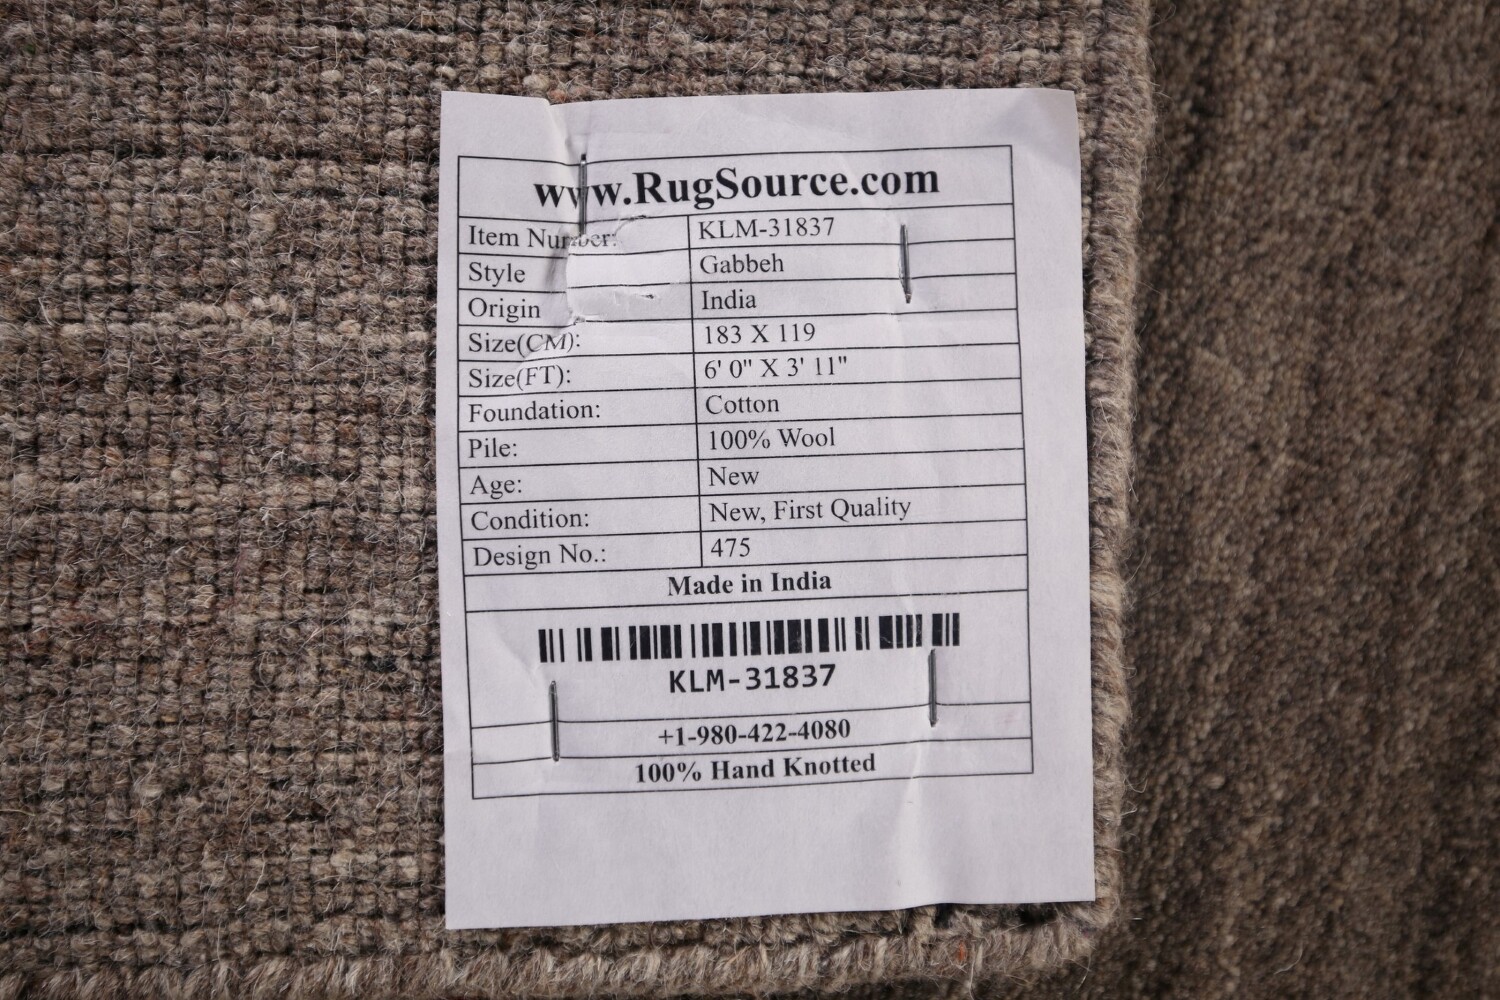 www.RugSource.com
Item Number: KLM-31837
Style Gabbeh
Origin India
Size(CM): 183 X 119
Size(FT): 6' 0" X 3' 11"
Foundation: Cotton
Pile: 100% Wool
Age: New
Condition: New, First Quality
Design No.: 475
Made in India
KLM-31837
+1-980-422-4080
100% Hand Knotted